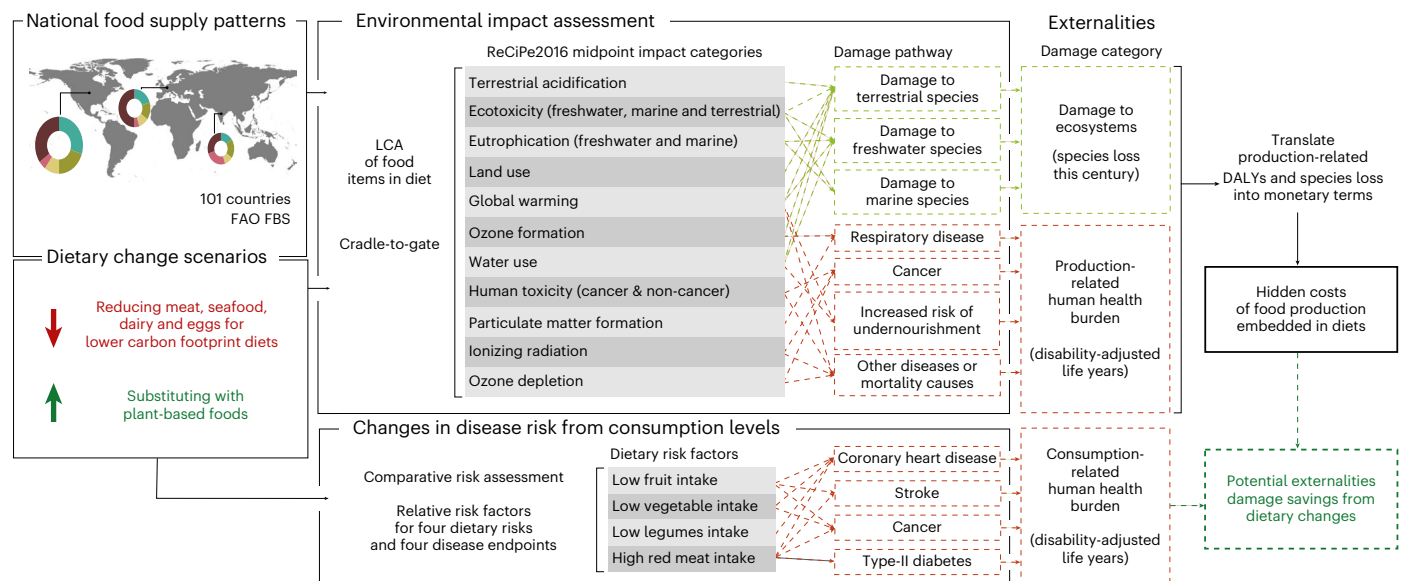 National food supply patterns
101 countries
FAO FBS
Dietary change scenarios
Reducing meat, seafood,
dairy and eggs for
lower carbon footprint diets
Substituting with
plant-based foods
Environmental impact assessment
LCA
of food
items in diet
Cradle-to-gate
ReCiPe2016 midpoint impact categories
Terrestrial acidification
Ecotoxicity (freshwater, marine and terrestrial)
Eutrophication (freshwater and marine)
Land use
Global warming
Ozone formation
Water use
Human toxicity (cancer & non-cancer)
Particulate matter formation
Ionizing radiation
Ozone depletion
Damage pathway
Damage to
terrestrial species
Damage to
freshwater species
Damage to
marine species
Respiratory disease
Cancer
Increased risk of
undernourishment
Other diseases or
mortality causes
Externalities
Damage category
Damage to
ecosystems
(species loss
this century)
Production-
related
human health
burden
(disability-adjusted
life years)
Translate
production-related
DALYs and species loss
into monetary terms
Hidden costs
of food production
embedded in diets
Changes in disease risk from consumption levels
Comparative risk assessment
Relative risk factors
for four dietary risks
and four disease endpoints
Dietary risk factors
Low fruit intake
Low vegetable intake
Low legumes intake
High red meat intake
Coronary heart disease
Stroke
Cancer
Type-II diabetes
Consumption-
related
human health
burden
(disability-adjusted
life years)
Potential externalities
damage savings from
dietary changes